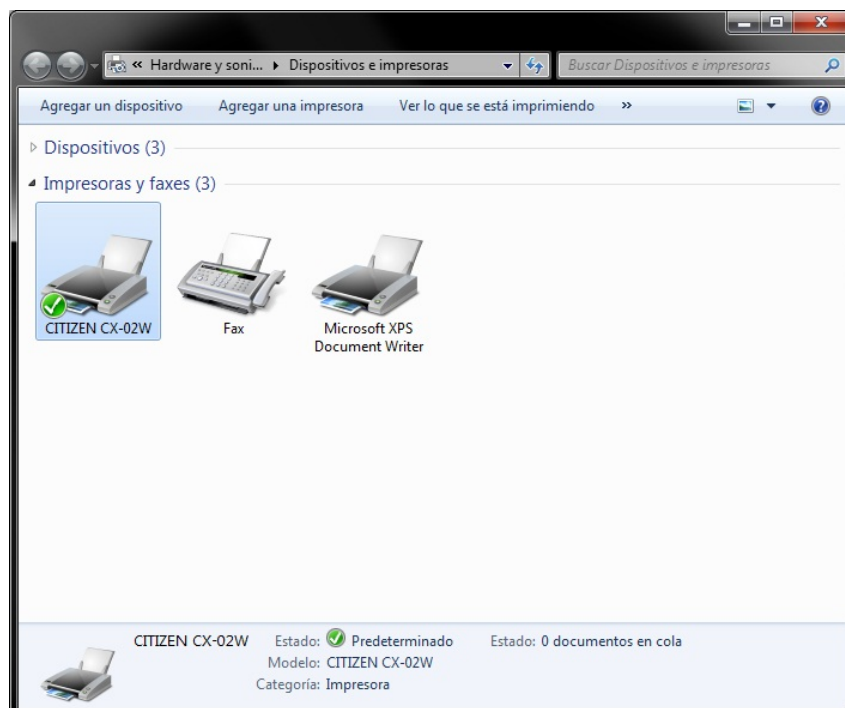 « Hardware y soni... ▸ Dispositivos e impresoras
Buscar Dispositivos e impresoras
Agregar un dispositivo Agregar una impresora Ver lo que se está imprimiendo »
Dispositivos (3)
Impresoras y faxes (3)
CITIZEN CX-02W
Fax
Microsoft XPS
Document Writer
CITIZEN CX-02W Estado: Predeterminado Estado: 0 documentos en cola
Modelo: CITIZEN CX-02W
Categoría: Impresora